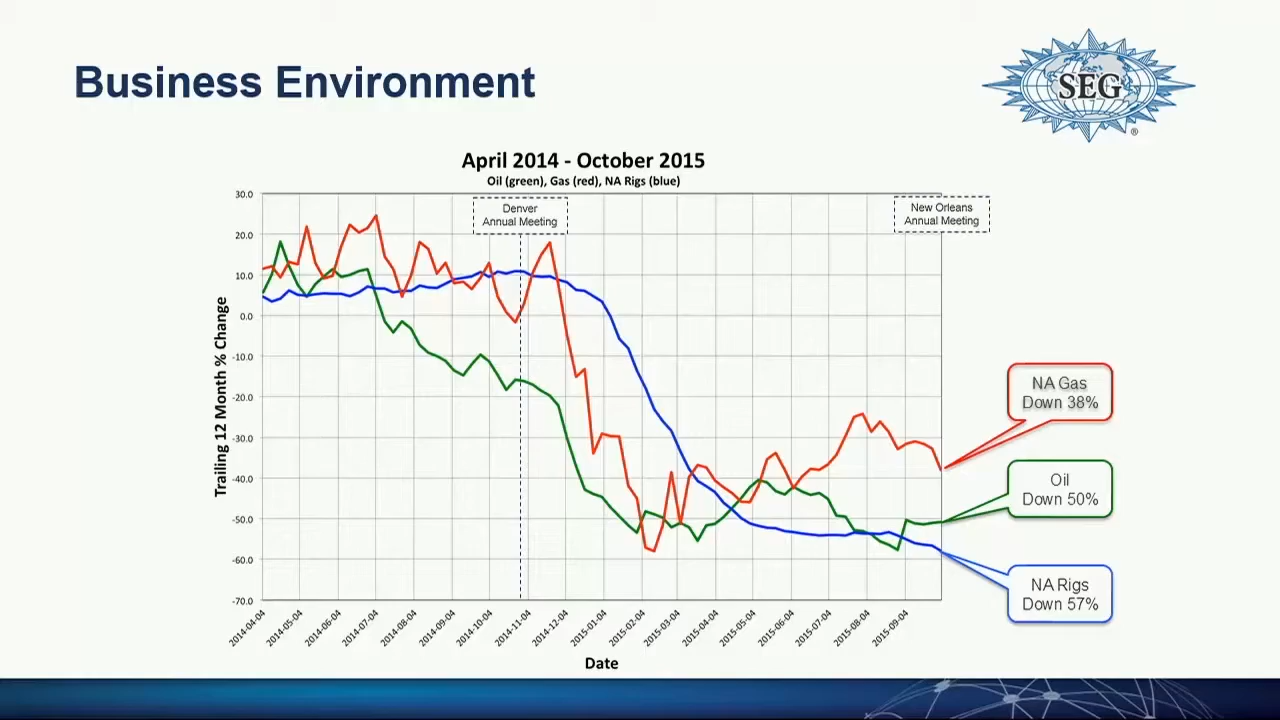 Business Environment
SEG
®
April 2014 - October 2015
Oil (green), Gas (red), NA Rigs (blue)
30.0
20.0
10.0
0.0
-10.0
-20.0
-30.0
-40.0
-50.0
-60.0
-70.0
Trailing 12 Month % Change
Denver
Annual Meeting
New Orleans
Annual Meeting
NA Gas
Down 38%
Oil
Down 50%
NA Rigs
Down 57%
2014-04-04
2014-05-04
2014-06-04
2014-07-04
2014-08-04
2014-09-04
2014-10-04
2014-11-04
2014-12-04
2015-01-04
2015-02-04
2015-03-04
2015-04-04
2015-05-04
2015-06-04
2015-07-04
2015-08-04
2015-09-04
Date